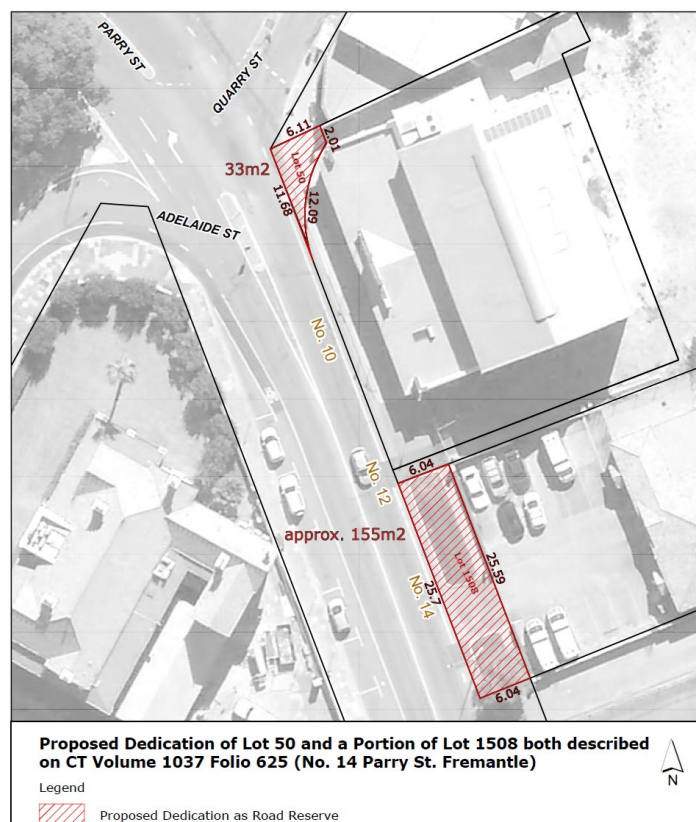 PARRY ST
QUARRY ST
6.11
2.01
33m2
Lot 50
11.68
12.09
ADELAIDE ST
No. 10
6.04
No. 12
approx. 155m2
Lot 1508
25.59
25.7
No. 14
6.04
Proposed Dedication of Lot 50 and a Portion of Lot 1508 both described
on CT Volume 1037 Folio 625 (No. 14 Parry St. Fremantle)
N
Legend
Proposed Dedication as Road Reserve